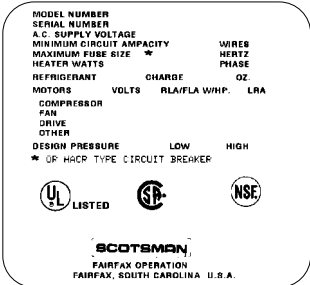 MODEL NUMBER
SERIAL NUMBER
A.C. SUPPLY VOLTAGE
MINIMUM CIRCUIT AMPACITY WIRES
MAXIMUM FUSE SIZE * HERTZ
HEATER WATTS PHASE
REFRIGERANT CHARGE OZ.
MOTORS VOLTS RLA/FLA W/HP. LRA
COMPRESSOR
FAN
DRIVE
OTHER
DESIGN PRESSURE LOW HIGH
* OR HACR TYPE CIRCUIT BREAKER
UL LISTED SA NSF.
SCOTSMAN
FAIRFAX OPERATION
FAIRFAX, SOUTH CAROLINA U.S.A.